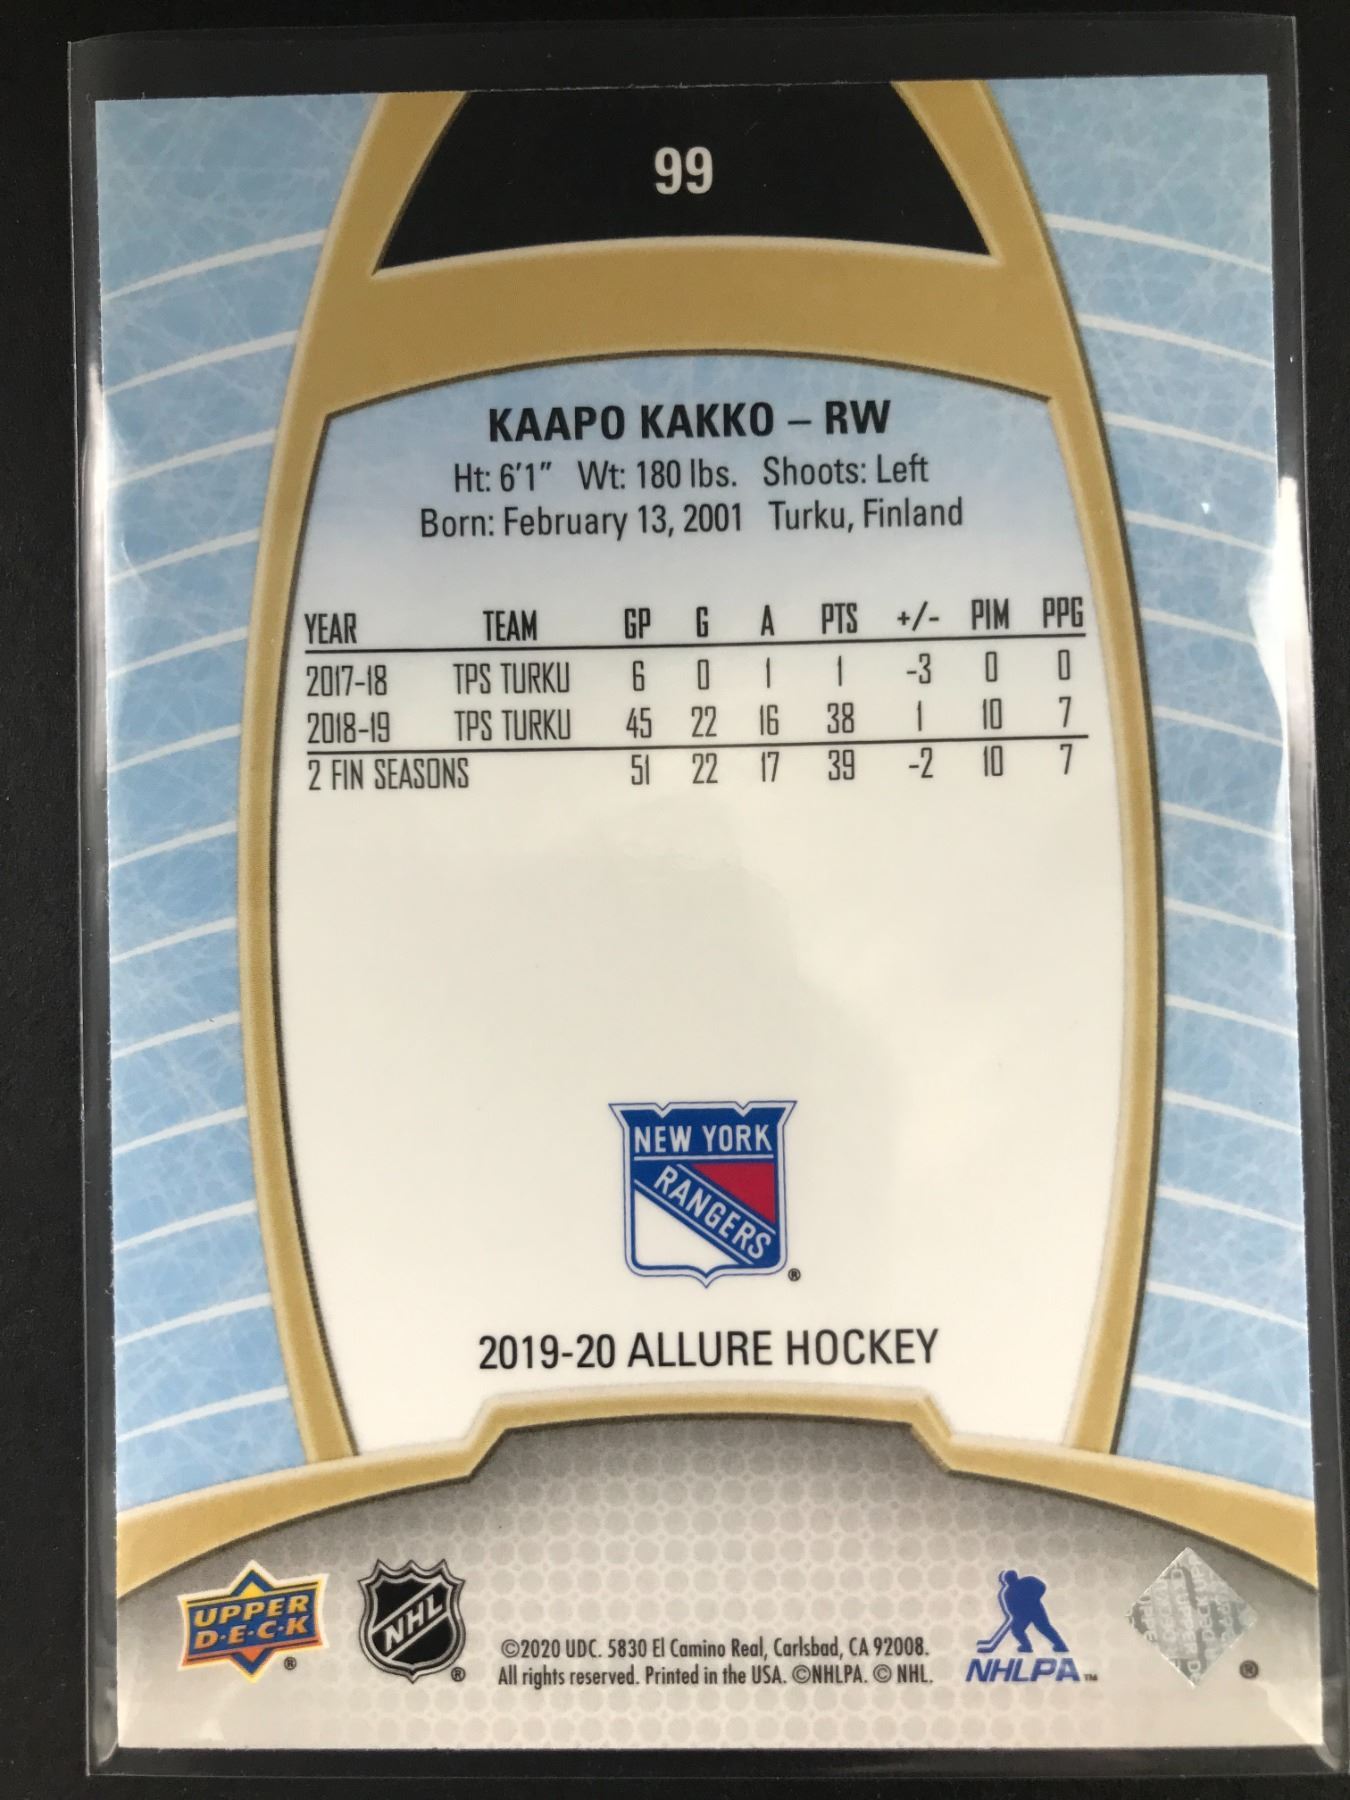 99
KAAPO KAKKO – RW
Ht: 6'1" Wt: 180 lbs. Shoots: Left
Born: February 13, 2001 Turku, Finland
YEAR TEAM GP G A PTS +/- PIM PPG
2017-18 TPS TURKU 6 0 1 1 -3 0 0
2018-19 TPS TURKU 45 22 16 38 1 10 7
2 FIN SEASONS 51 22 17 39 -2 10 7
NEW YORK
RANGERS
®
2019-20 ALLURE HOCKEY
UPPER
D·E·C·K
®
NHL
®
©2020 UDC. 5830 El Camino Real, Carlsbad, CA 92008.
All rights reserved. Printed in the USA. ©NHLPA. © NHL.
NHLPA™
®